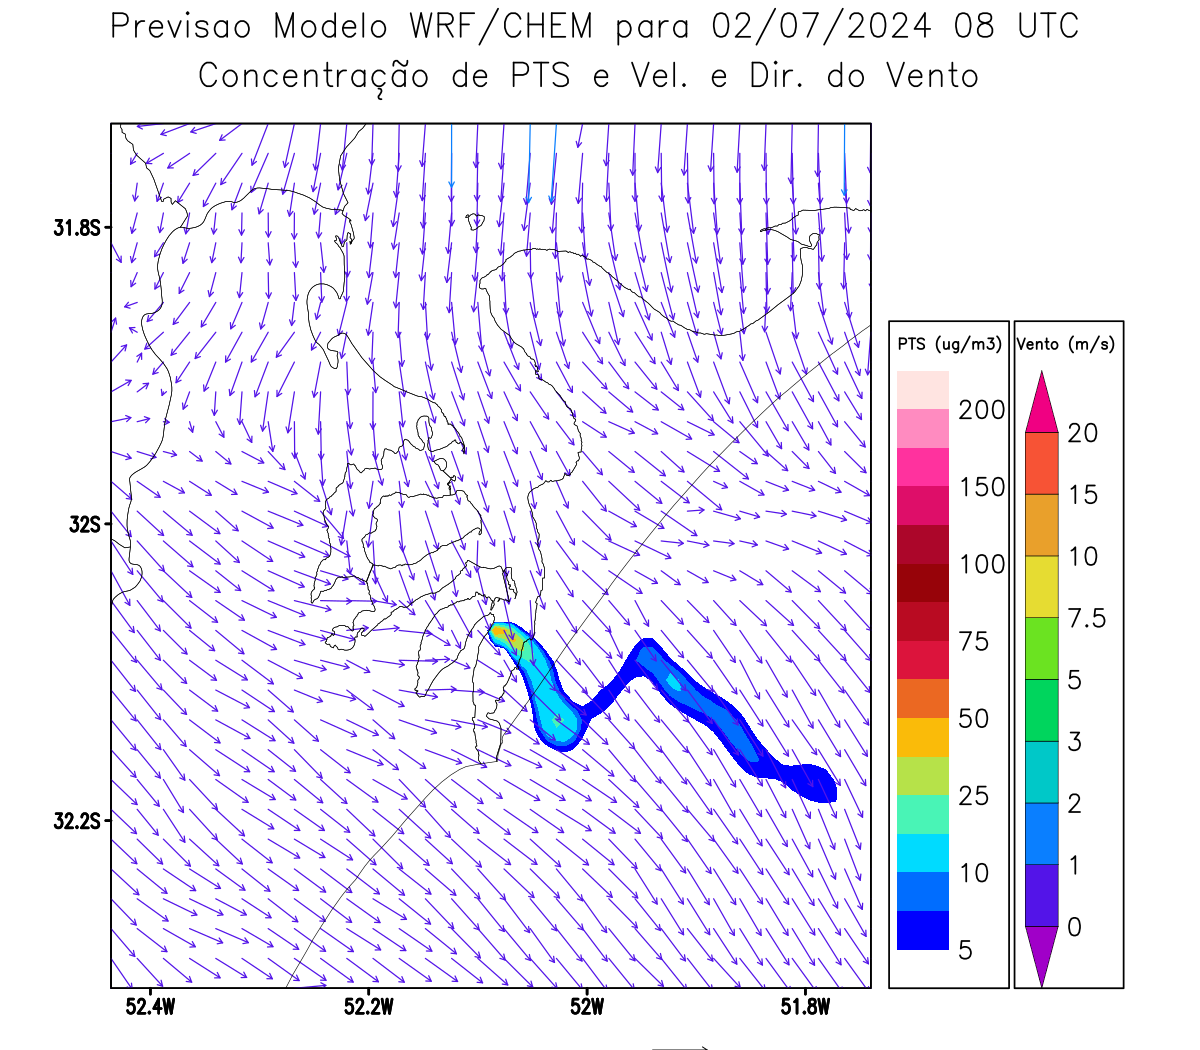 Previsao Modelo WRF/CHEM para 02/07/2024 08 UTC
Concentração de PTS e Vel. e Dir. do Vento
31.8S
32S
32.2S
52.4W
52.2W
52W
51.8W
PTS (ug/m3)
200
150
100
75
50
25
10
5
Vento (m/s)
20
15
10
7.5
5
3
2
1
0